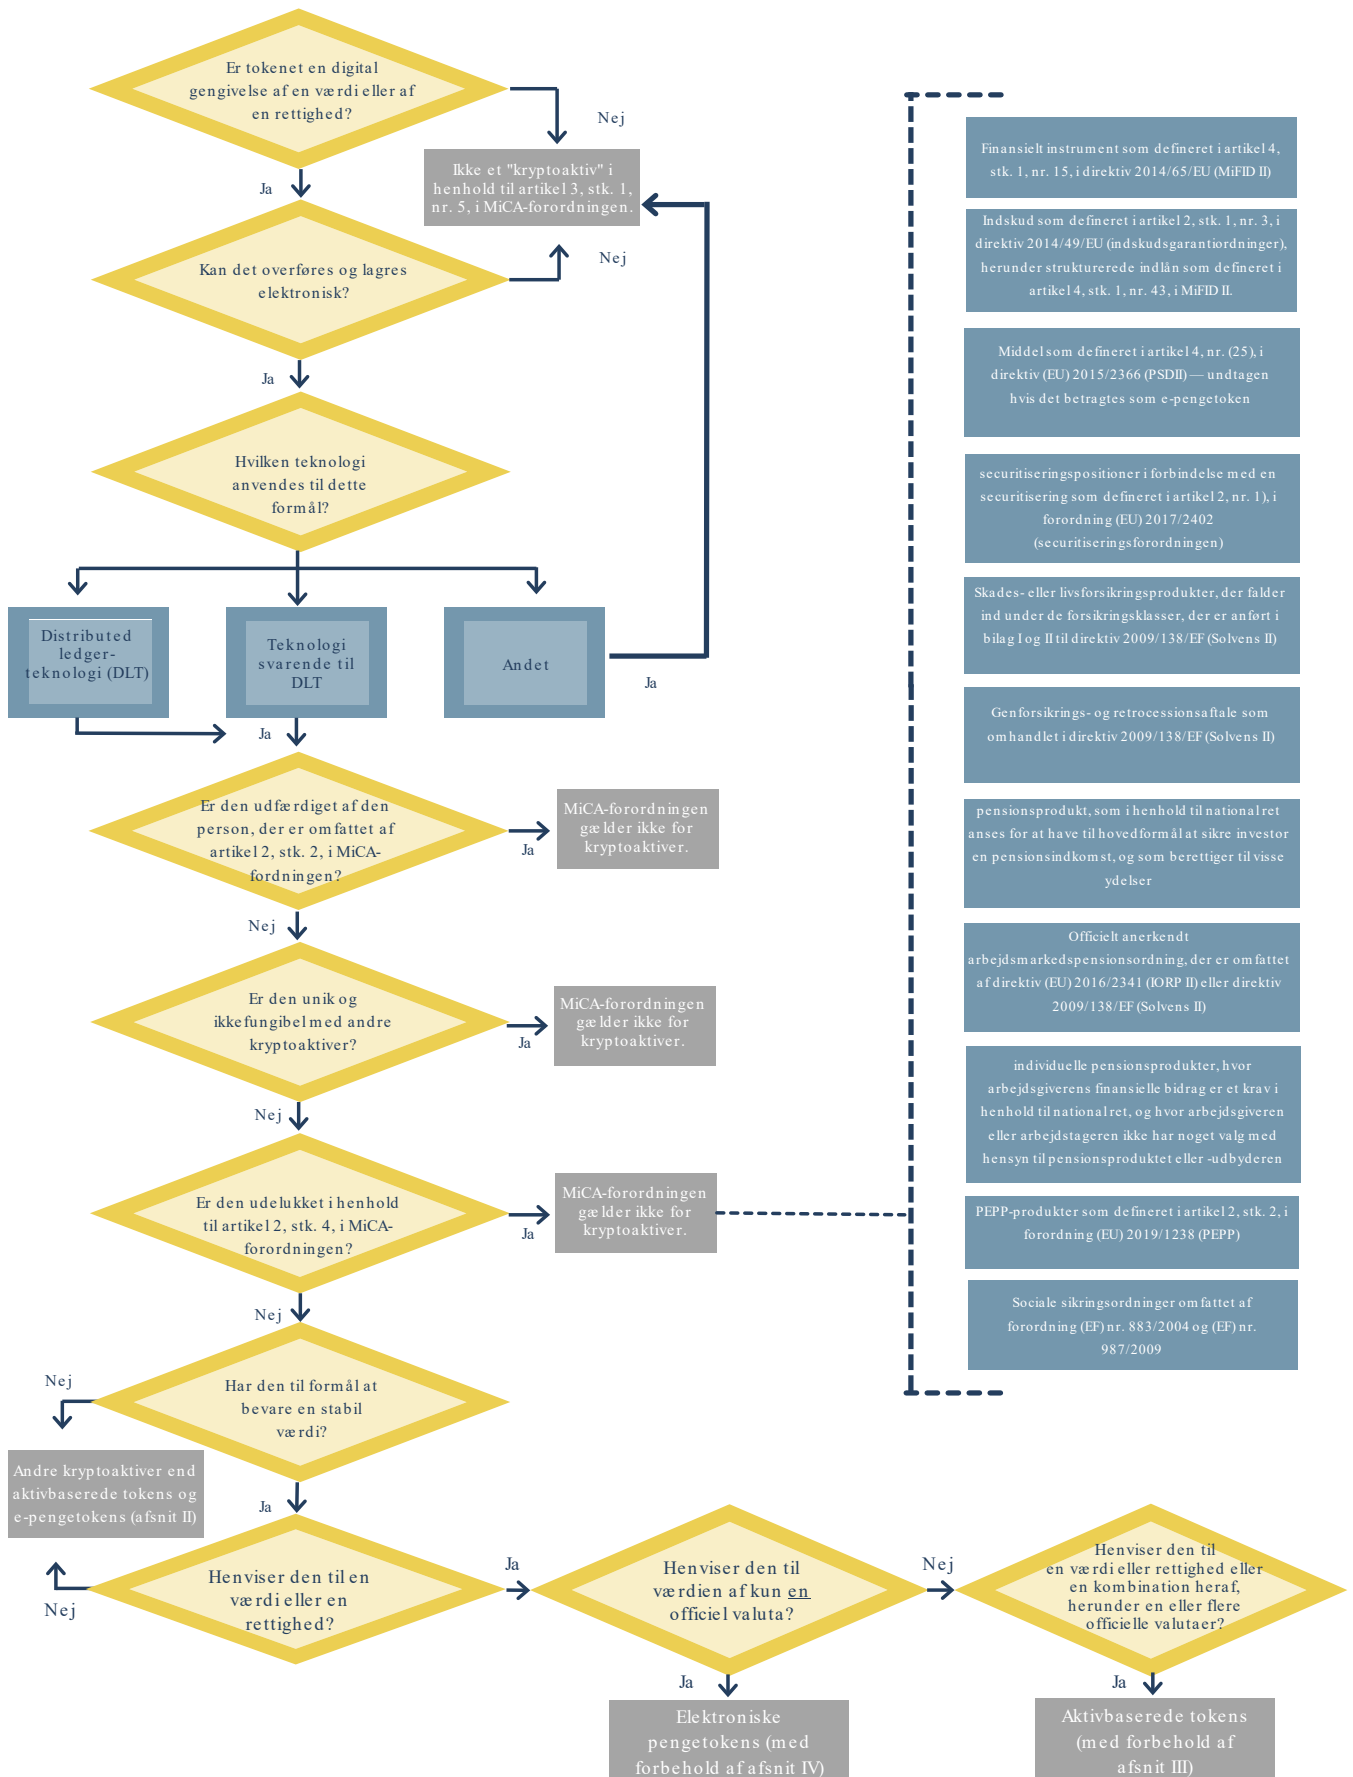 Er tokenet en digital
gengivelse af en værdi eller af
en rettighed?
Nej
Ikke et "kryptoaktiv" i
henhold til artikel 3, stk. 1,
nr. 5, i MiCA-forordningen.
Ja
Kan det overføres og lagres
elektronisk?
Nej
Ja
Hvilken teknologi
anvendes til dette
formål?
Distributed
ledger-
teknologi (DLT)
Teknologi
svarende til
DLT
Andet
Ja
Ja
Er den udfærdiget af den
person, der er omfattet af
artikel 2, stk. 2, i MiCA-
fordningen?
Ja
MiCA-forordningen
gælder ikke for
kryptoaktiver.
Nej
Er den unik og
ikkefungibel med andre
kryptoaktiver?
Ja
MiCA-forordningen
gælder ikke for
kryptoaktiver.
Nej
Er den udelukket i henhold
til artikel 2, stk. 4, i MiCA-
forordningen?
Ja
MiCA-forordningen
gælder ikke for
kryptoaktiver.
Nej
Har den til formål at
bevare en stabil
værdi?
Nej
Andre kryptoaktiver end
aktivbaserede tokens og
e-pengetokens (afsnit II)
Ja
Henviser den til en
værdi eller en
rettighed?
Nej
Ja
Henviser den til
værdien af kun en
officiel valuta?
Nej
Henviser den til
en værdi eller rettighed eller
en kombination heraf,
herunder en eller flere
officielle valutaer?
Ja
Elektroniske
pengetokens (med
forbehold af afsnit IV)
Ja
Aktivbaserede tokens
(med forbehold af
afsnit III)
Finansielt instrument som defineret i artikel 4,
stk. 1, nr. 15, i direktiv 2014/65/EU (MiFID II)
Indskud som defineret i artikel 2, stk. 1, nr. 3, i
direktiv 2014/49/EU (indskudsgarantiordninger),
herunder strukturerede indlån som defineret i
artikel 4, stk. 1, nr. 43, i MiFID II.
Middel som defineret i artikel 4, nr. (25), i
direktiv (EU) 2015/2366 (PSDII) — undtagen
hvis det betragtes som e-pengetoken
securitiseringspositioner i forbindelse med en
securitisering som defineret i artikel 2, nr. 1), i
forordning (EU) 2017/2402
(securitiseringsforordningen)
Skades- eller livsforsikringsprodukter, der falder
ind under de forsikringsklasser, der er anført i
bilag I og II til direktiv 2009/138/EF (Solvens II)
Genforsikrings- og retrocessionsaftale som
omhandlet i direktiv 2009/138/EF (Solvens II)
pensionsprodukt, som i henhold til national ret
anses for at have til hovedformål at sikre investor
en pensionsindkomst, og som berettiger til visse
ydelser
Officielt anerkendt
arbejdsmarkedspensionsordning, der er omfattet
af direktiv (EU) 2016/2341 (IORP II) eller direktiv
2009/138/EF (Solvens II)
individuelle pensionsprodukter, hvor
arbejdsgiverens finansielle bidrag er et krav i
henhold til national ret, og hvor arbejdsgiveren
eller arbejdstageren ikke har noget valg med
hensyn til pensionsproduktet eller -udbyderen
PEPP-produkter som defineret i artikel 2, stk. 2, i
forordning (EU) 2019/1238 (PEPP)
Sociale sikringsordninger omfattet af
forordning (EF) nr. 883/2004 og (EF) nr.
987/2009